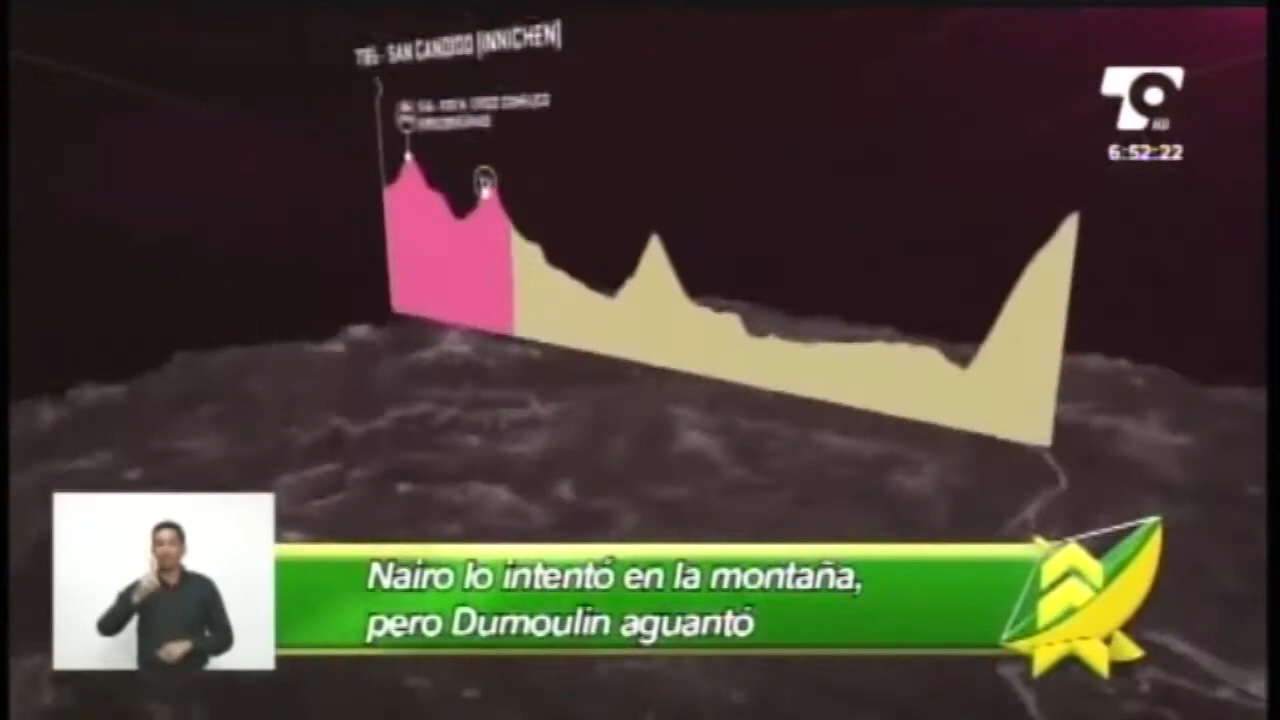 SAN CANDIDO (INNICHEN)
6:52:22
Nairo lo intentó en la montaña,
pero Dumoulin aguantó